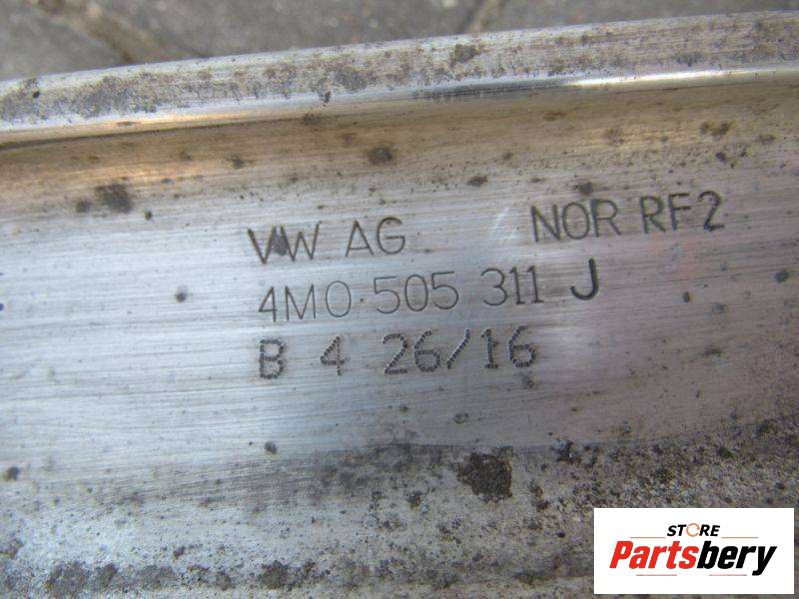 VW AG NOR RF2
4M0·505 311 J
B 4 26/16
STORE
Partsbery